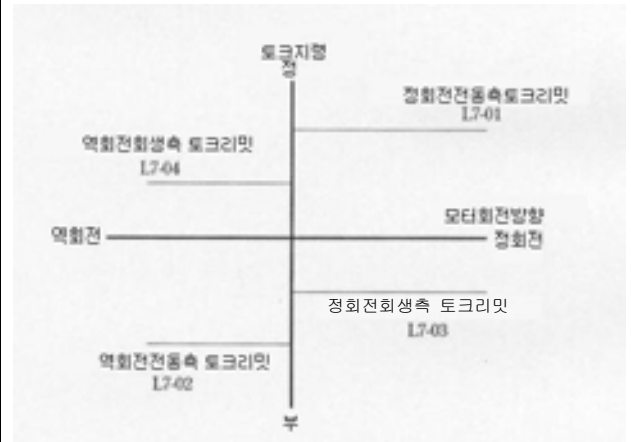 토크지령
정
정회전전동측토크리밋
L7-01
역회전회생측 토크리밋
L7-04
모타회전방향
역회전
정회전
정회전회생측 토크리밋
L7-03
역회전전동측 토크리밋
L7-02
부